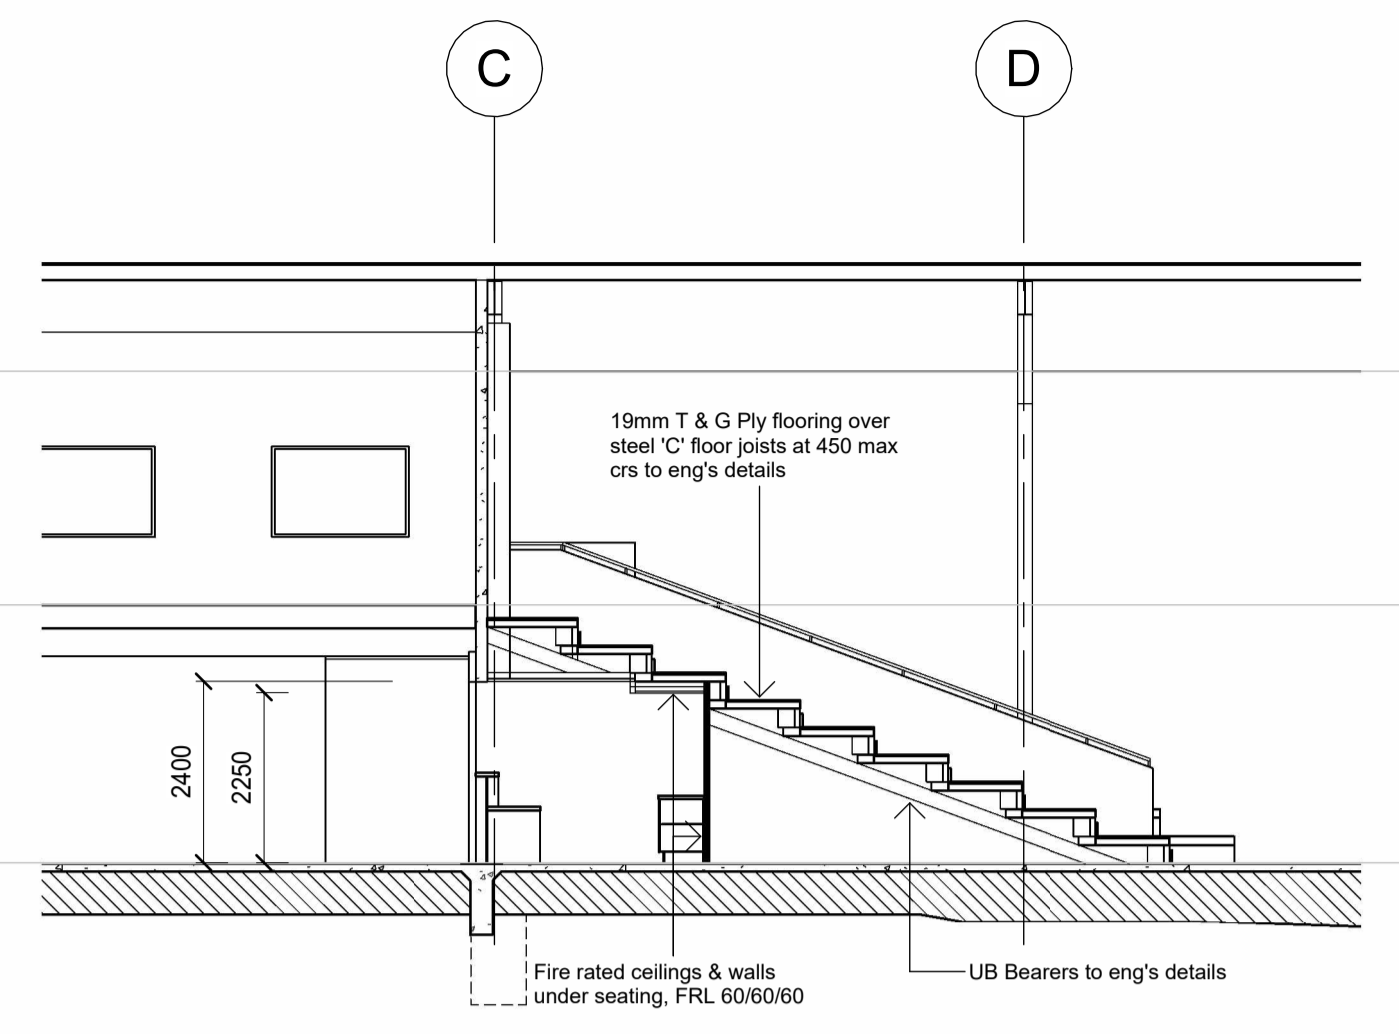 C
D
19mm T & G Ply flooring over
steel 'C' floor joists at 450 max
crs to eng's details
2400
2250
Fire rated ceilings & walls
under seating, FRL 60/60/60
UB Bearers to eng's details